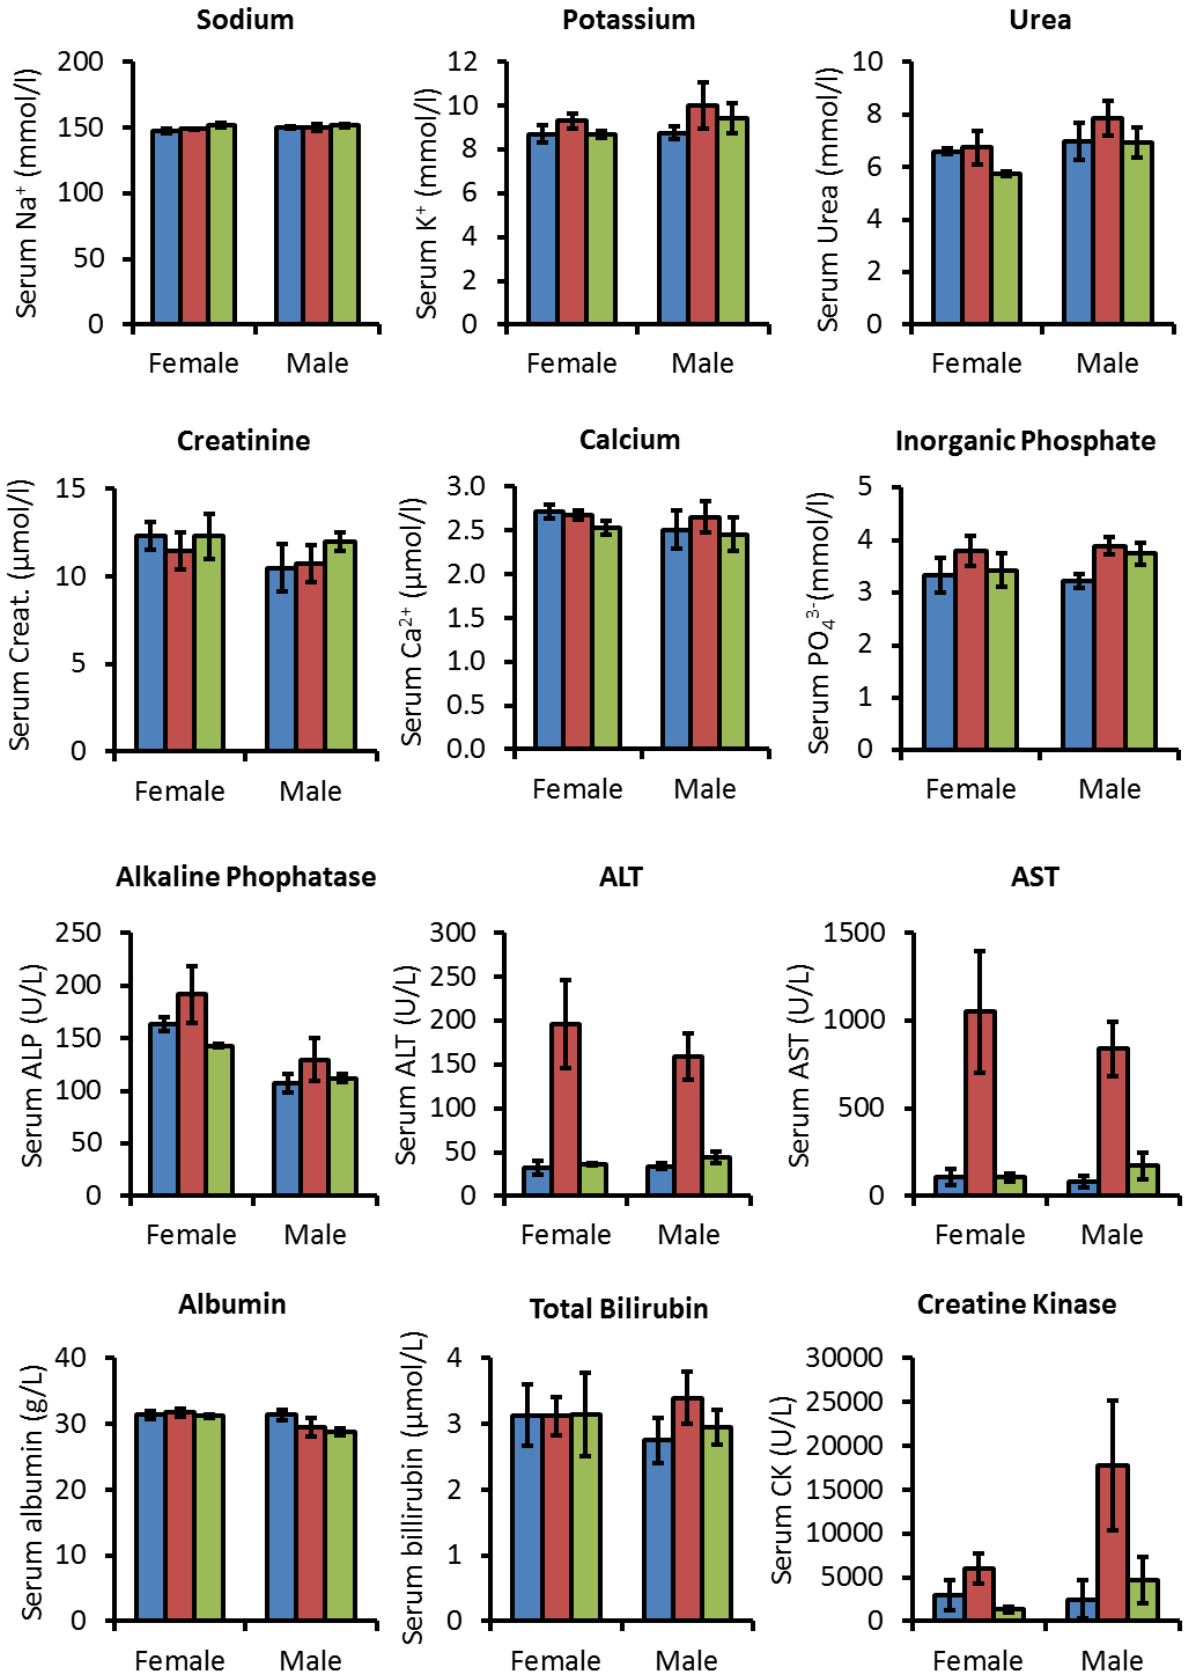 Sodium
Serum Na⁺ (mmol/l)
200
150
100
50
0
Female Male
Potassium
Serum K⁺ (mmol/l)
12
10
8
6
4
2
0
Female Male
Urea
Serum Urea (mmol/l)
10
8
6
4
2
0
Female Male
Creatinine
Serum Creat. (µmol/l)
15
10
5
0
Female Male
Calcium
Serum Ca²⁺ (µmol/l)
3.0
2.5
2.0
1.5
1.0
0.5
0.0
Female Male
Inorganic Phosphate
Serum PO₄³⁻(mmol/l)
5
4
3
2
1
0
Female Male
Alkaline Phophatase
Serum ALP (U/L)
250
200
150
100
50
0
Female Male
ALT
Serum ALT (U/L)
300
250
200
150
100
50
0
Female Male
AST
Serum AST (U/L)
1500
1000
500
0
Female Male
Albumin
Serum albumin (g/L)
40
30
20
10
0
Female Male
Total Bilirubin
Serum billirubin (µmol/L)
4
3
2
1
0
Female Male
Creatine Kinase
Serum CK (U/L)
30000
25000
20000
15000
10000
5000
0
Female Male